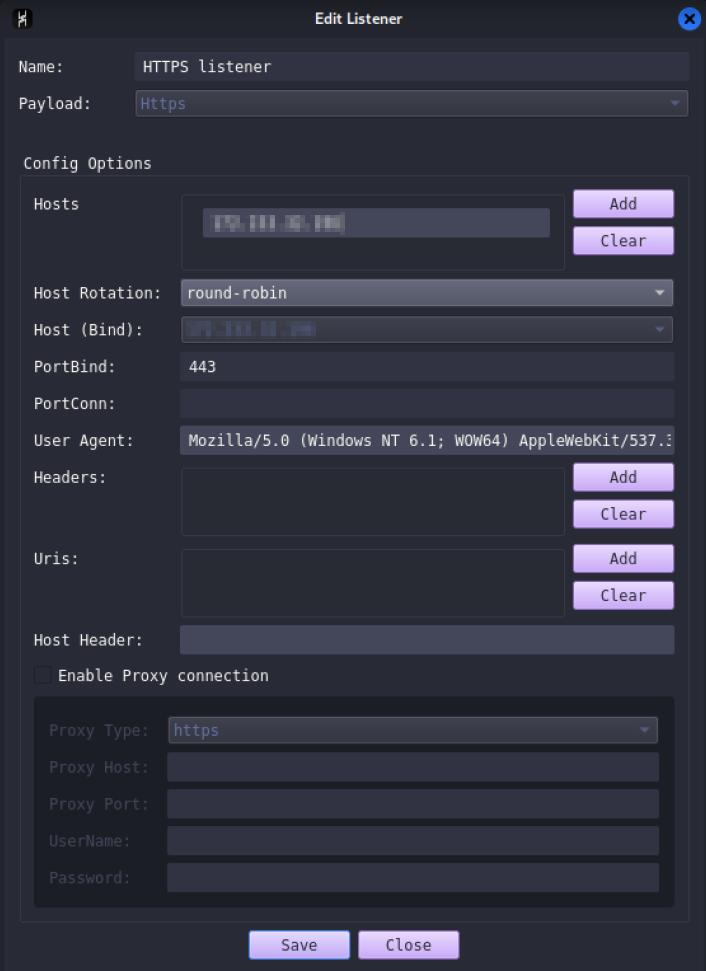 Edit Listener
Name: HTTPS listener
Payload: Https
Config Options
Hosts
Add
Clear
Host Rotation: round-robin
Host (Bind):
PortBind: 443
PortConn:
User Agent: Mozilla/5.0 (Windows NT 6.1; WOW64) AppleWebKit/537.3
Headers: Add
Clear
Uris: Add
Clear
Host Header:
Enable Proxy connection
Proxy Type: https
Proxy Host:
Proxy Port:
UserName:
Password:
Save Close